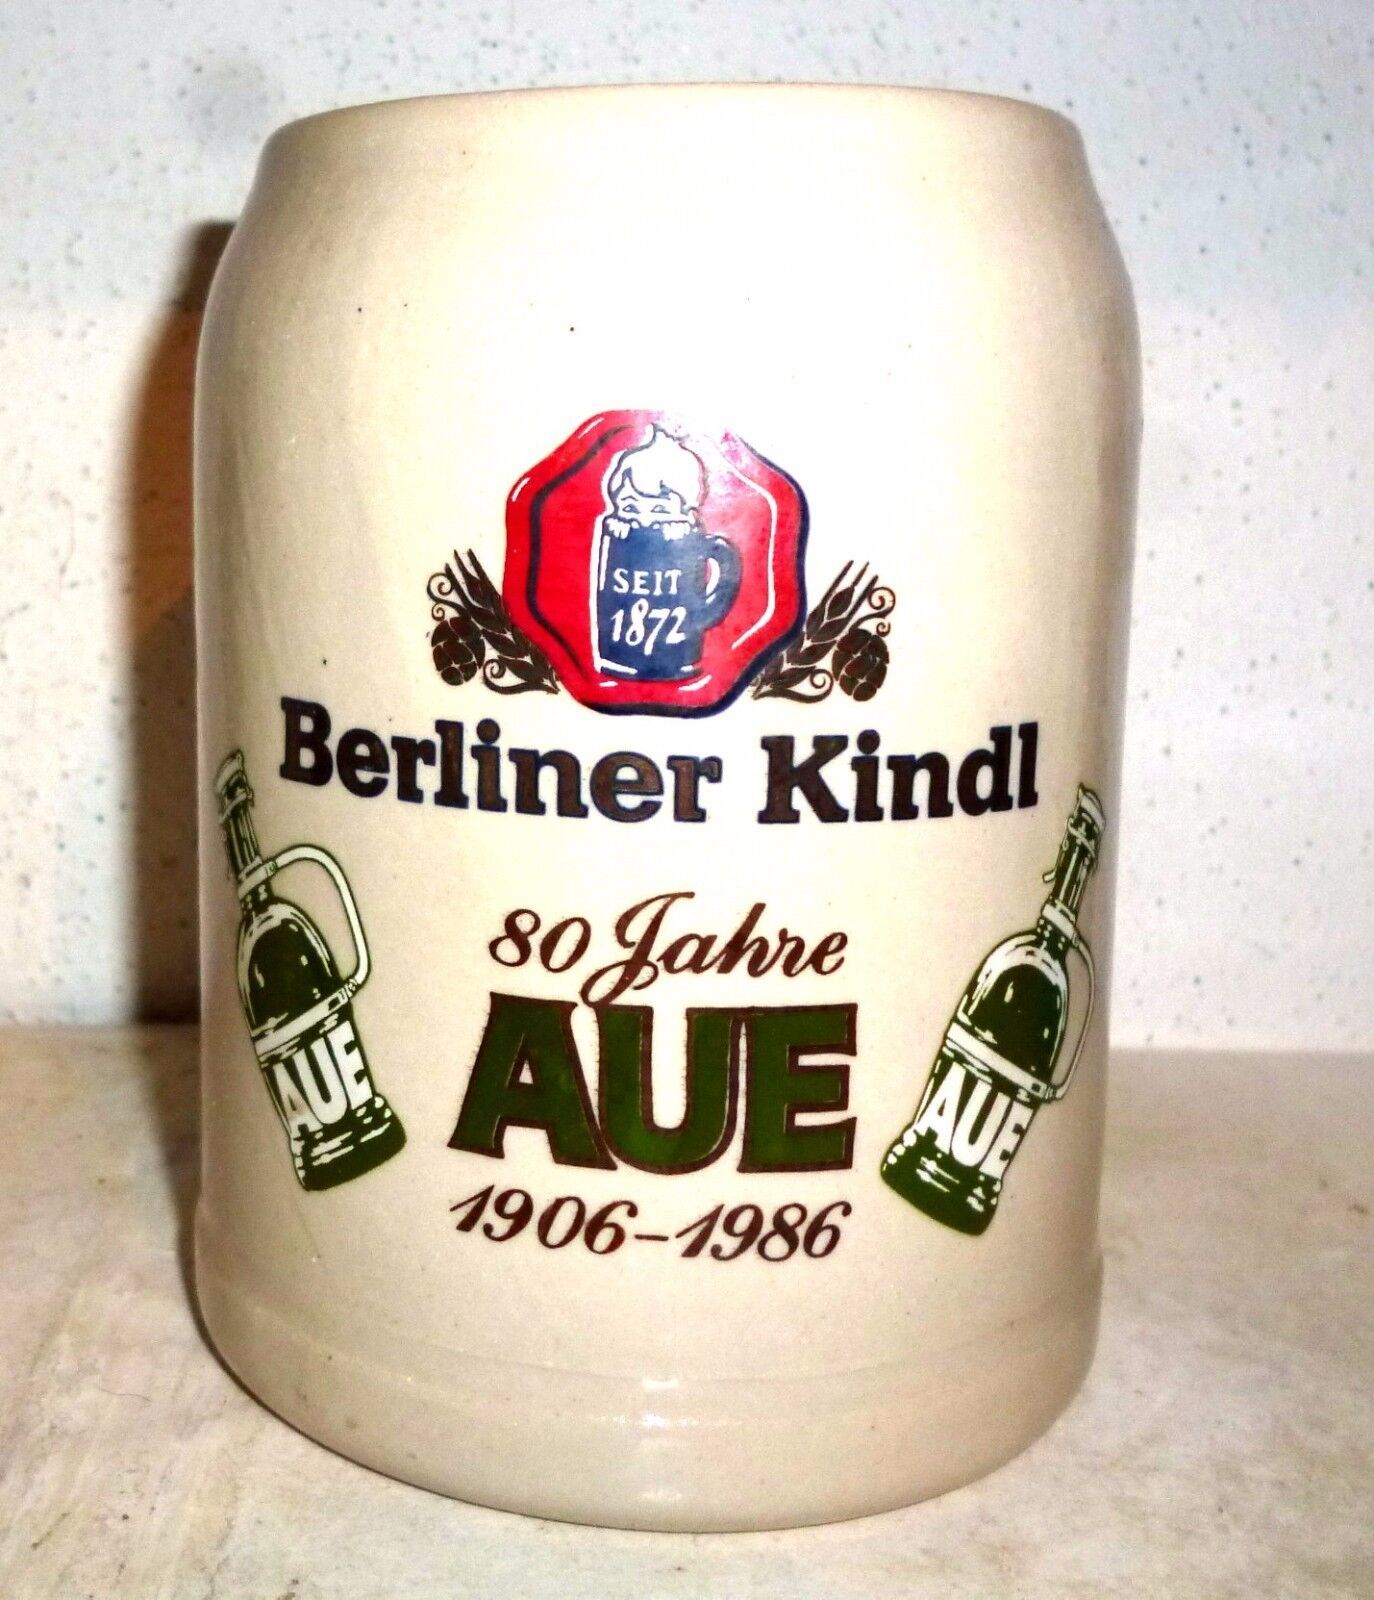 SEIT
1872
Berliner Kindl
80 Jahre
AUE
1906-1986
AUE
AUE